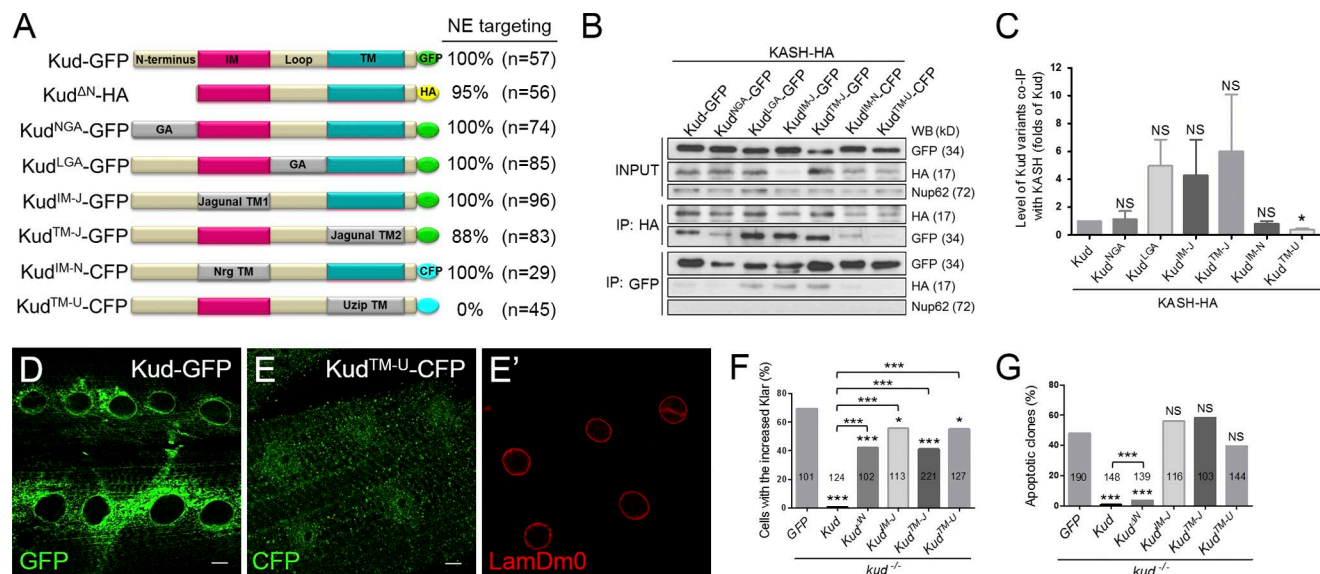 A
NE targeting
Kud-GFP N-terminus IM Loop TM GFP 100% (n=57)
Kud^ΔN-HA HA 95% (n=56)
Kud^NGA-GFP GA 100% (n=74)
Kud^LGA-GFP GA 100% (n=85)
Kud^IM-J-GFP Jagunal TM1 100% (n=96)
Kud^TM-J-GFP Jagunal TM2 88% (n=83)
Kud^IM-N-CFP Nrg TM CFP 100% (n=29)
Kud^TM-U-CFP Uzip TM 0% (n=45)
B
KASH-HA
Kud-GFP Kud^NGA-GFP Kud^LGA-GFP Kud^IM-J-GFP Kud^TM-J-GFP Kud^IM-N-CFP Kud^TM-U-CFP
WB (kD)
INPUT
GFP (34)
HA (17)
Nup62 (72)
IP: HA
HA (17)
GFP (34)
IP: GFP
GFP (34)
HA (17)
Nup62 (72)
C
Level of Kud variants co-IP
with KASH (folds of Kud)
12
10
8
6
4
2
0
NS NS NS NS NS *
Kud Kud^NGA Kud^LGA Kud^IM-J Kud^TM-J Kud^IM-N Kud^TM-U
KASH-HA
D Kud-GFP
GFP
E Kud^TM-U-CFP
CFP
E'
LamDm0
F
Cells with the increased Klar (%)
100
80
60
40
20
0
***
***
***
***
*** *** * *** *
101 124 102 113 221 127
GFP Kud Kud^ΔN Kud^IM-J Kud^TM-J Kud^TM-U
kud^-/-
G
Apoptotic clones (%)
100
80
60
40
20
0
***
*** *** NS NS NS
190 148 139 116 103 144
GFP Kud Kud^ΔN Kud^IM-J Kud^TM-J Kud^TM-U
kud^-/-